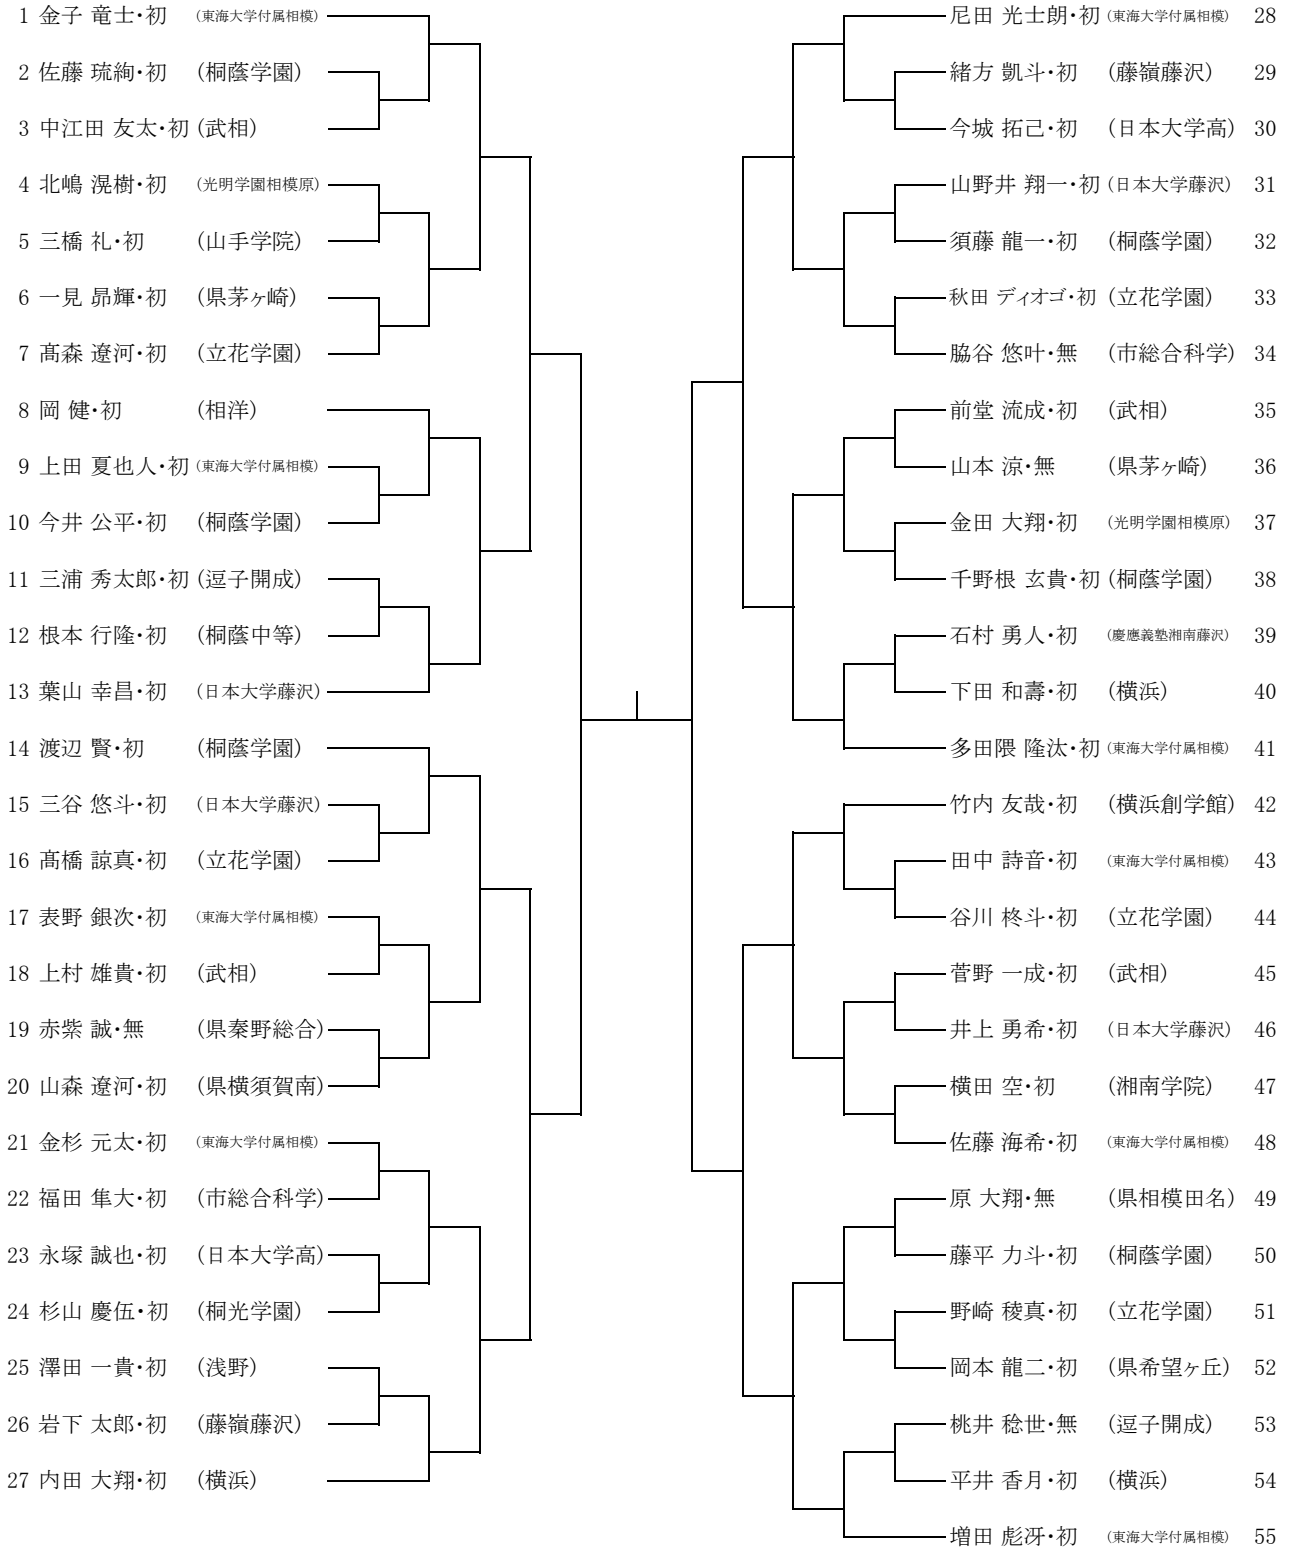 1 金子 竜士・初 (東海大学付属相模)
2 佐藤 琉絢・初 (桐蔭学園)
3 中江田 友太・初 (武相)
4 北嶋 滉樹・初 (光明学園相模原)
5 三橋 礼・初 (山手学院)
6 一見 昴輝・初 (県茅ヶ崎)
7 髙森 遼河・初 (立花学園)
8 岡 健・初 (相洋)
9 上田 夏也人・初 (東海大学付属相模)
10 今井 公平・初 (桐蔭学園)
11 三浦 秀太郎・初 (逗子開成)
12 根本 行隆・初 (桐蔭中等)
13 葉山 幸昌・初 (日本大学藤沢)
14 渡辺 賢・初 (桐蔭学園)
15 三谷 悠斗・初 (日本大学藤沢)
16 髙橋 諒真・初 (立花学園)
17 表野 銀次・初 (東海大学付属相模)
18 上村 雄貴・初 (武相)
19 赤柴 誠・無 (県秦野総合)
20 山森 遼河・初 (県横須賀南)
21 金杉 元太・初 (東海大学付属相模)
22 福田 隼大・初 (市総合科学)
23 永塚 誠也・初 (日本大学高)
24 杉山 慶伍・初 (桐光学園)
25 澤田 一貴・初 (浅野)
26 岩下 太郎・初 (藤嶺藤沢)
27 内田 大翔・初 (横浜)
尼田 光士朗・初 (東海大学付属相模) 28
緒方 凱斗・初 (藤嶺藤沢) 29
今城 拓己・初 (日本大学高) 30
山野井 翔一・初 (日本大学藤沢) 31
須藤 龍一・初 (桐蔭学園) 32
秋田 ディオゴ・初 (立花学園) 33
脇谷 悠叶・無 (市総合科学) 34
前堂 流成・初 (武相) 35
山本 涼・無 (県茅ヶ崎) 36
金田 大翔・初 (光明学園相模原) 37
千野根 玄貴・初 (桐蔭学園) 38
石村 勇人・初 (慶應義塾湘南藤沢) 39
下田 和壽・初 (横浜) 40
多田隈 隆汰・初 (東海大学付属相模) 41
竹内 友哉・初 (横浜創学館) 42
田中 詩音・初 (東海大学付属相模) 43
谷川 柊斗・初 (立花学園) 44
菅野 一成・初 (武相) 45
井上 勇希・初 (日本大学藤沢) 46
横田 空・初 (湘南学院) 47
佐藤 海希・初 (東海大学付属相模) 48
原 大翔・無 (県相模田名) 49
藤平 力斗・初 (桐蔭学園) 50
野崎 稜真・初 (立花学園) 51
岡本 龍二・初 (県希望ヶ丘) 52
桃井 稔世・無 (逗子開成) 53
平井 香月・初 (横浜) 54
増田 彪冴・初 (東海大学付属相模) 55